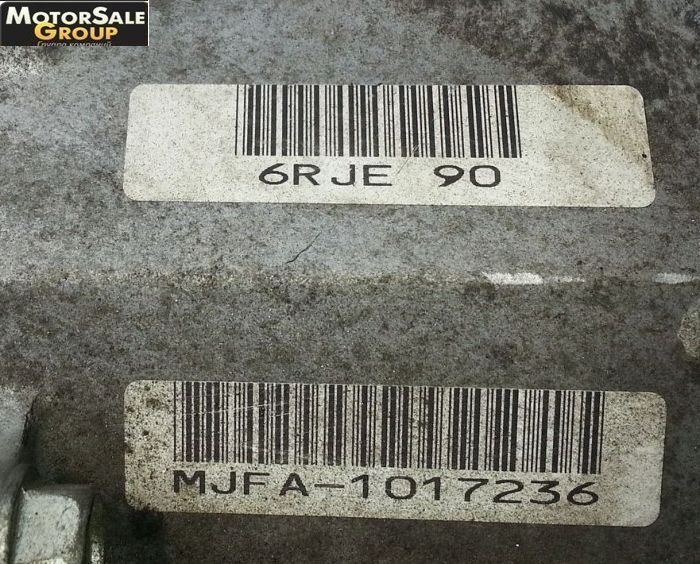 MOTORSALE
GROUP
Группа компаний
6RJE 90
MJFA-1017236